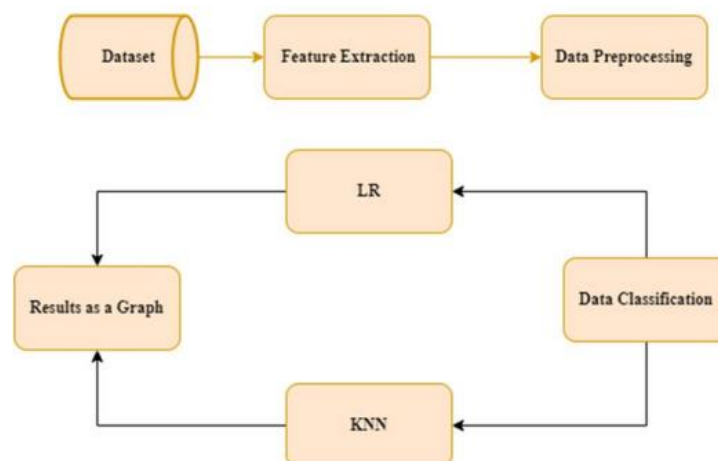 Dataset
Feature Extraction
Data Preprocessing
LR
Results as a Graph
Data Classification
KNN